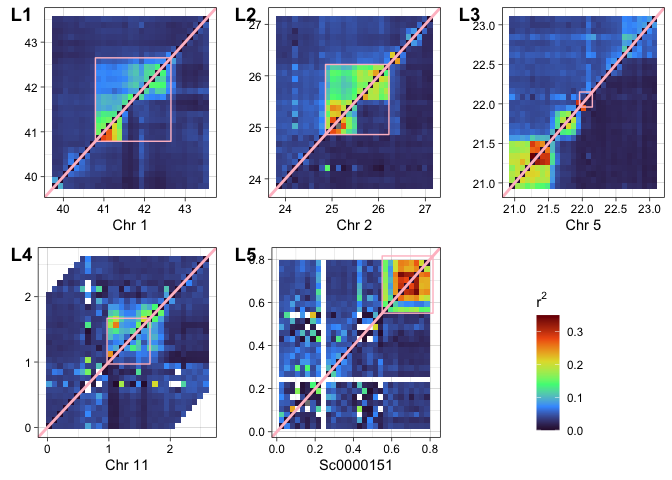 L1
43
42
41
40
40 41 42 43
Chr 1
L2
27
26
25
24
24 25 26 27
Chr 2
L3
23.0
22.5
22.0
21.5
21.0
21.0 21.5 22.0 22.5 23.0
Chr 5
L4
2
1
0
0 1 2
Chr 11
L5
0.8
0.6
0.4
0.2
0.0
0.0 0.2 0.4 0.6 0.8
Sc0000151
r²
0.3
0.2
0.1
0.0